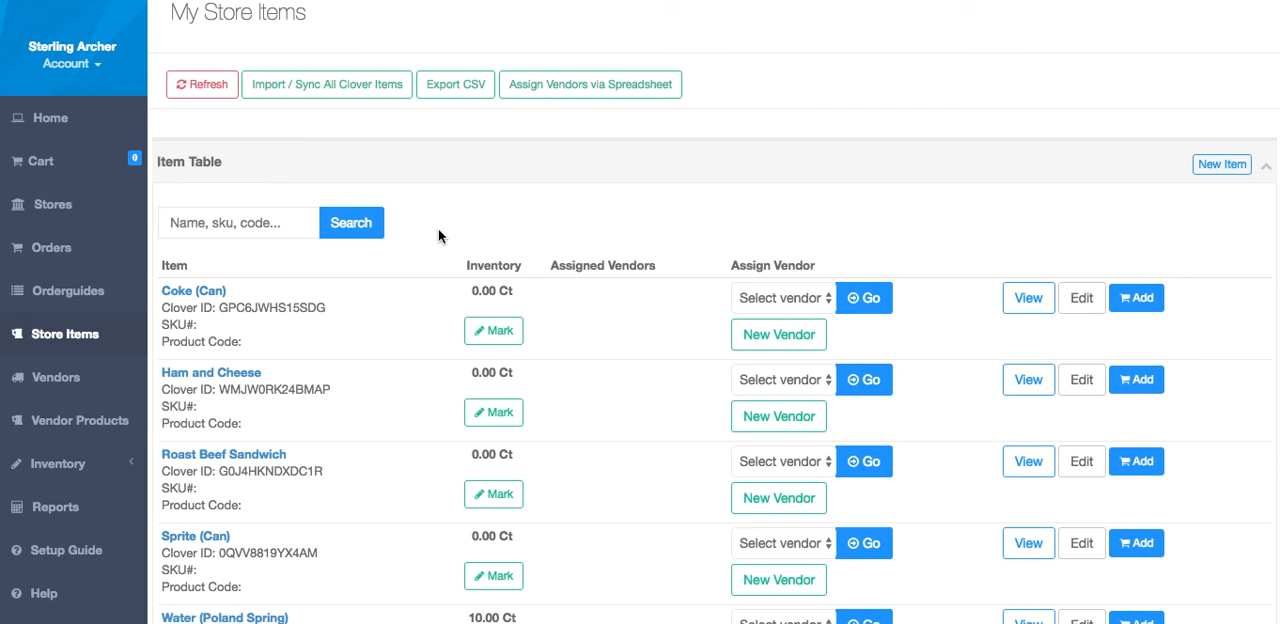 My Store Items
Sterling Archer
Account
Refresh
Import / Sync All Clover Items
Export CSV
Assign Vendors via Spreadsheet
Home
Cart
0
Stores
Orders
Orderguides
Store Items
Vendors
Vendor Products
Inventory
Reports
Setup Guide
Help
Item Table
New Item
Name, sku, code...
Search
Item Inventory Assigned Vendors Assign Vendor
Coke (Can) 0.00 Ct Select vendor Go View Edit Add
Clover ID: GPC6JWHS15SDG
SKU#: Mark New Vendor
Product Code:
Ham and Cheese 0.00 Ct Select vendor Go View Edit Add
Clover ID: WMJW0RK24BMAP
SKU#: Mark New Vendor
Product Code:
Roast Beef Sandwich 0.00 Ct Select vendor Go View Edit Add
Clover ID: G0J4HKNDXDC1R
SKU#: Mark New Vendor
Product Code:
Sprite (Can) 0.00 Ct Select vendor Go View Edit Add
Clover ID: 0QVV8819YX4AM
SKU#: Mark New Vendor
Product Code:
Water (Poland Spring) 10.00 Ct Select vendor Go View Edit Add